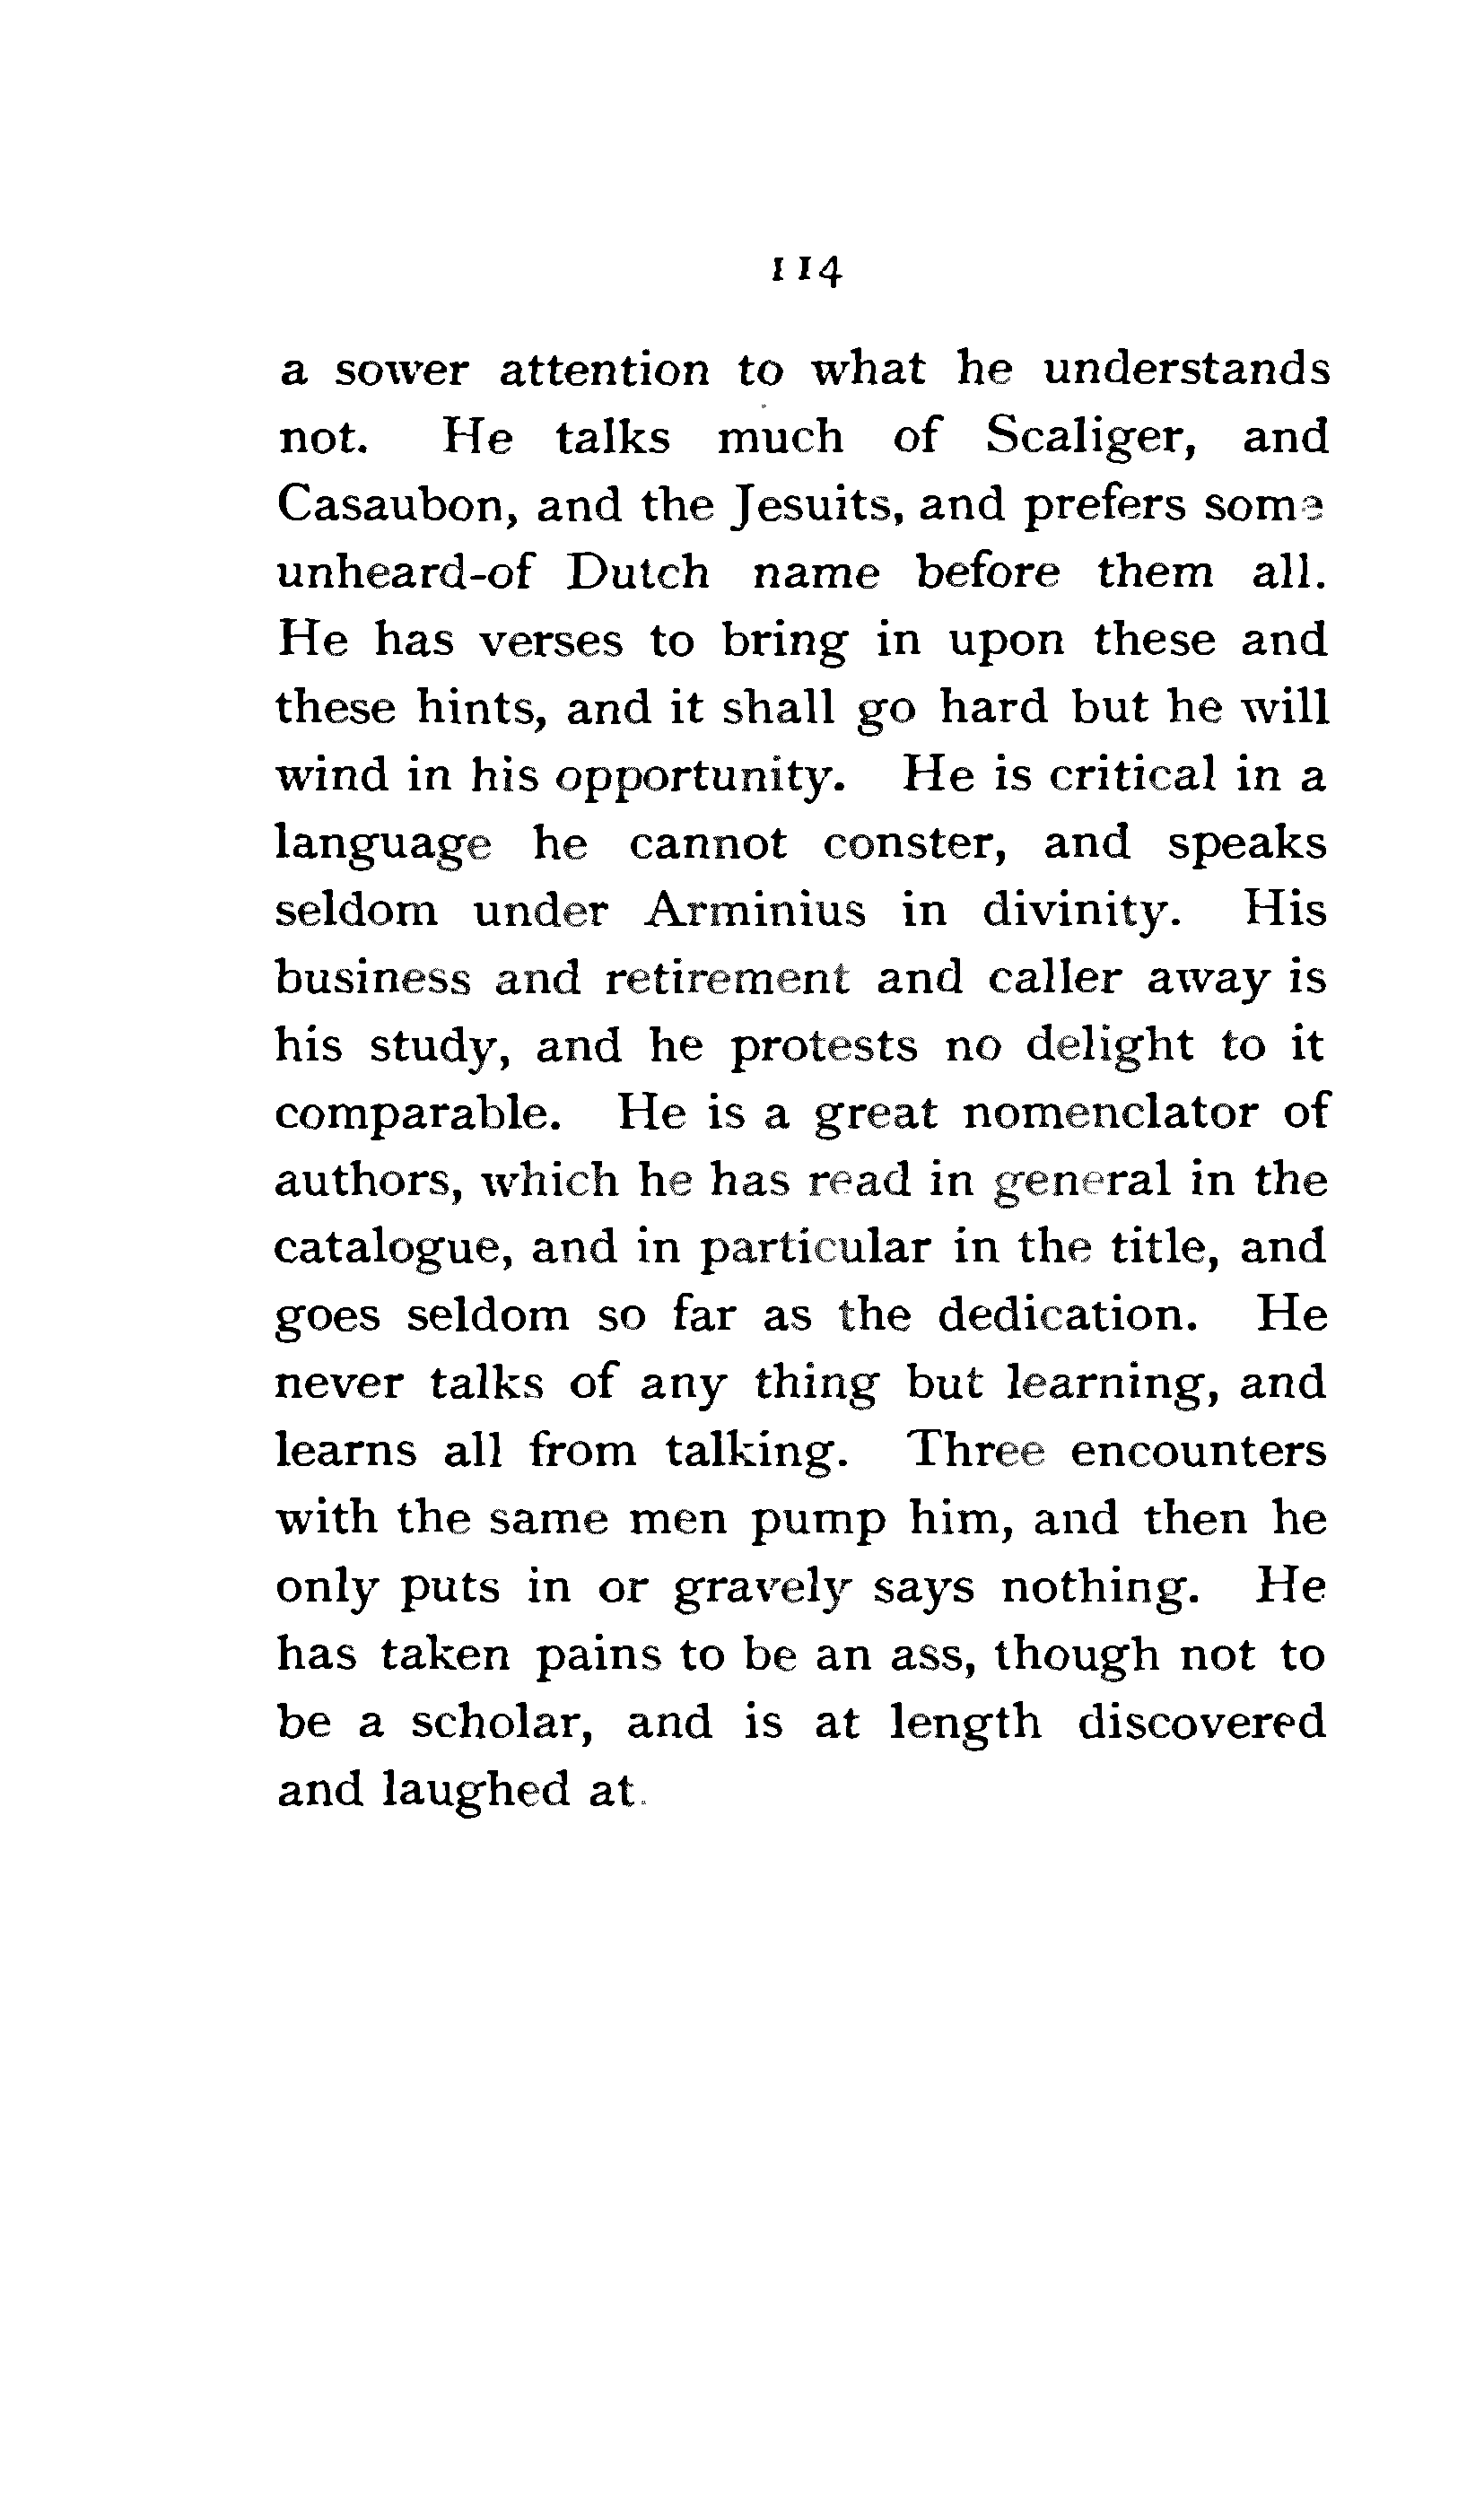 114
a sower attention to what he understands
not. He talks much of Scaliger, and
Casaubon, and the Jesuits, and prefers some
unheard-of Dutch name before them all.
He has verses to bring in upon these and
these hints, and it shall go hard but he will
wind in his opportunity. He is critical in a
language he cannot conster, and speaks
seldom under Arminius in divinity. His
business and retirement and caller away is
his study, and he protests no delight to it
comparable. He is a great nomenclator of
authors, which he has read in general in the
catalogue, and in particular in the title, and
goes seldom so far as the dedication. He
never talks of any thing but learning, and
learns all from talking. Three encounters
with the same men pump him, and then he
only puts in or gravely says nothing. He
has taken pains to be an ass, though not to
be a scholar, and is at length discovered
and laughed at.